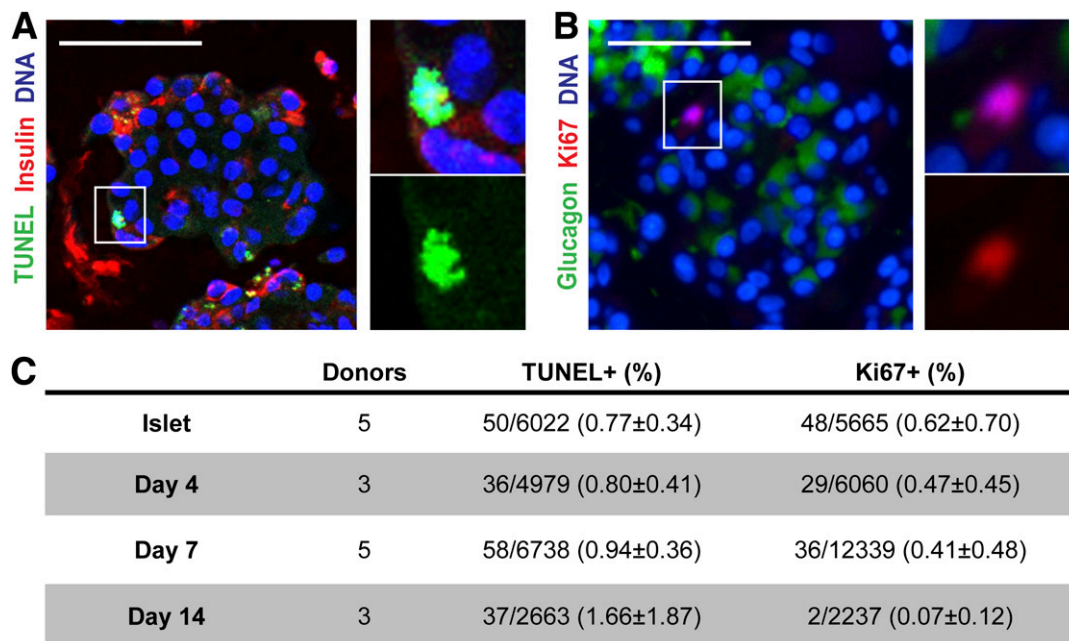 A
TUNEL Insulin DNA
B
Glucagon Ki67 DNA
C
Donors TUNEL+ (%) Ki67+ (%)
Islet 5 50/6022 (0.77±0.34) 48/5665 (0.62±0.70)
Day 4 3 36/4979 (0.80±0.41) 29/6060 (0.47±0.45)
Day 7 5 58/6738 (0.94±0.36) 36/12339 (0.41±0.48)
Day 14 3 37/2663 (1.66±1.87) 2/2237 (0.07±0.12)